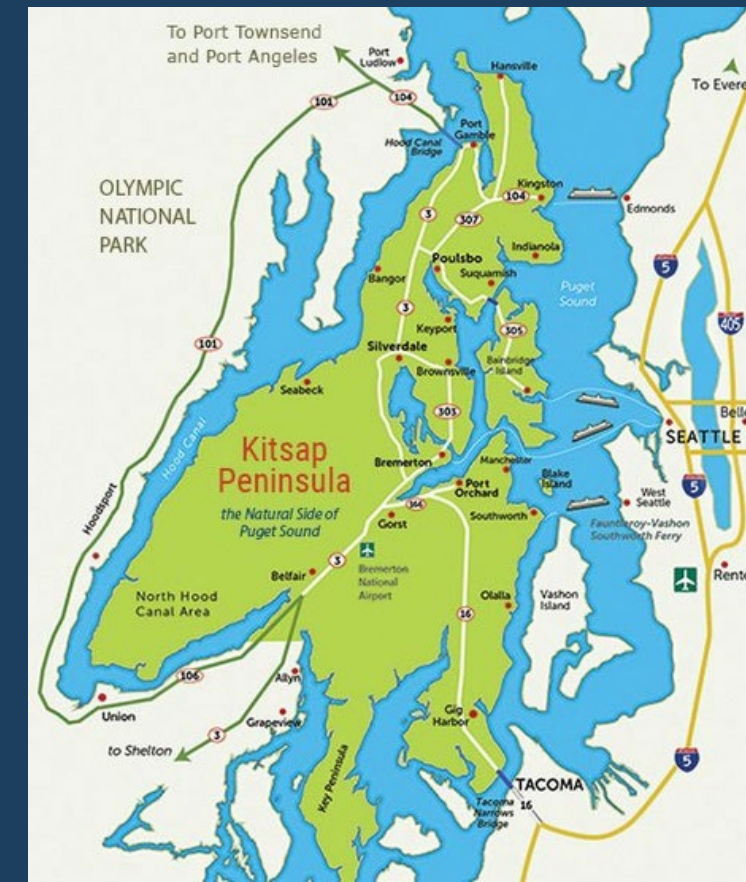 To Port Townsend
and Port Angeles
Port
Ludlow
Hansville
To Evere
101
104
Port
Gamble
Hood Canal
Bridge
OLYMPIC
NATIONAL
PARK
Kingston
104
Edmonds
3
307
Indianola
Poulsbo
Suquamish
5
Bangor
Puget
Sound
3
Keyport
305
405
101
Silverdale
Brownsville
Bainbridge
Island
Seabeck
303
Bell
SEATTLE
Hood Canal
Kitsap
Peninsula
the Natural Side of
Puget Sound
Bremerton
Manchester
Port
Orchard
Blake
Island
5
West
Seattle
Hoodsport
Gorst
Southworth
Fauntleroy-Vashon
Southworth Ferry
3
Bremerton
National
Airport
Belfair
Rento
North Hood
Canal Area
Olalla
Vashon
Island
16
106
Allyn
Union
Grapeview
Gig
Harbor
3
to Shelton
Key Peninsula
5
TACOMA
16
Tacoma
Narrows
Bridge